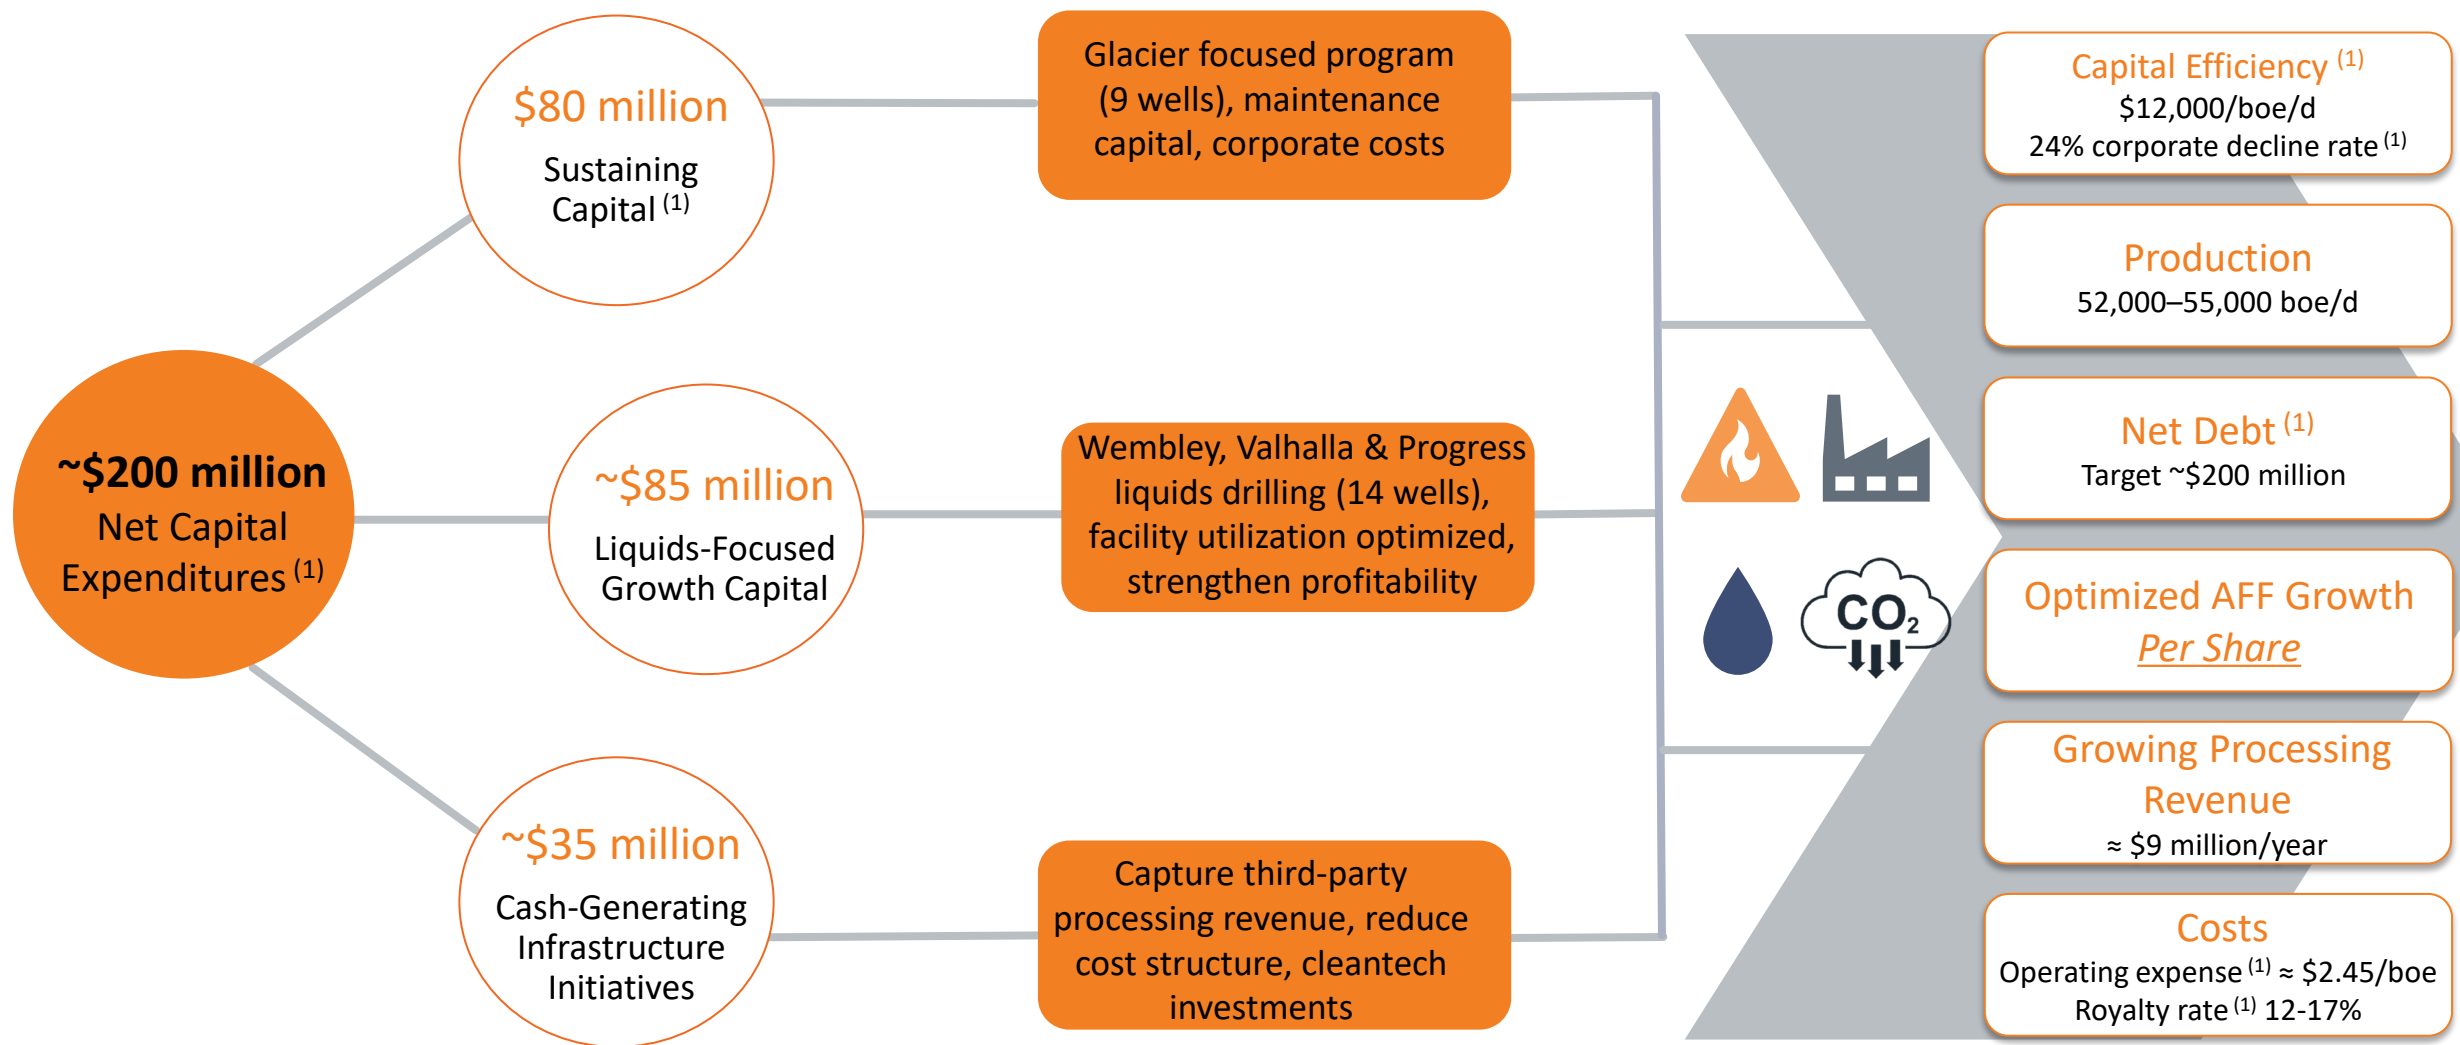 ~$200 million
Net Capital
Expenditures (1)
$80 million
Sustaining
Capital (1)
~$85 million
Liquids-Focused
Growth Capital
~$35 million
Cash-Generating
Infrastructure
Initiatives
Glacier focused program
(9 wells), maintenance
capital, corporate costs
Wembley, Valhalla & Progress
liquids drilling (14 wells),
facility utilization optimized,
strengthen profitability
Capture third-party
processing revenue, reduce
cost structure, cleantech
investments
CO2
Capital Efficiency (1)
$12,000/boe/d
24% corporate decline rate (1)
Production
52,000–55,000 boe/d
Net Debt (1)
Target ~$200 million
Optimized AFF Growth
Per Share
Growing Processing
Revenue
≈ $9 million/year
Costs
Operating expense (1) ≈ $2.45/boe
Royalty rate (1) 12-17%